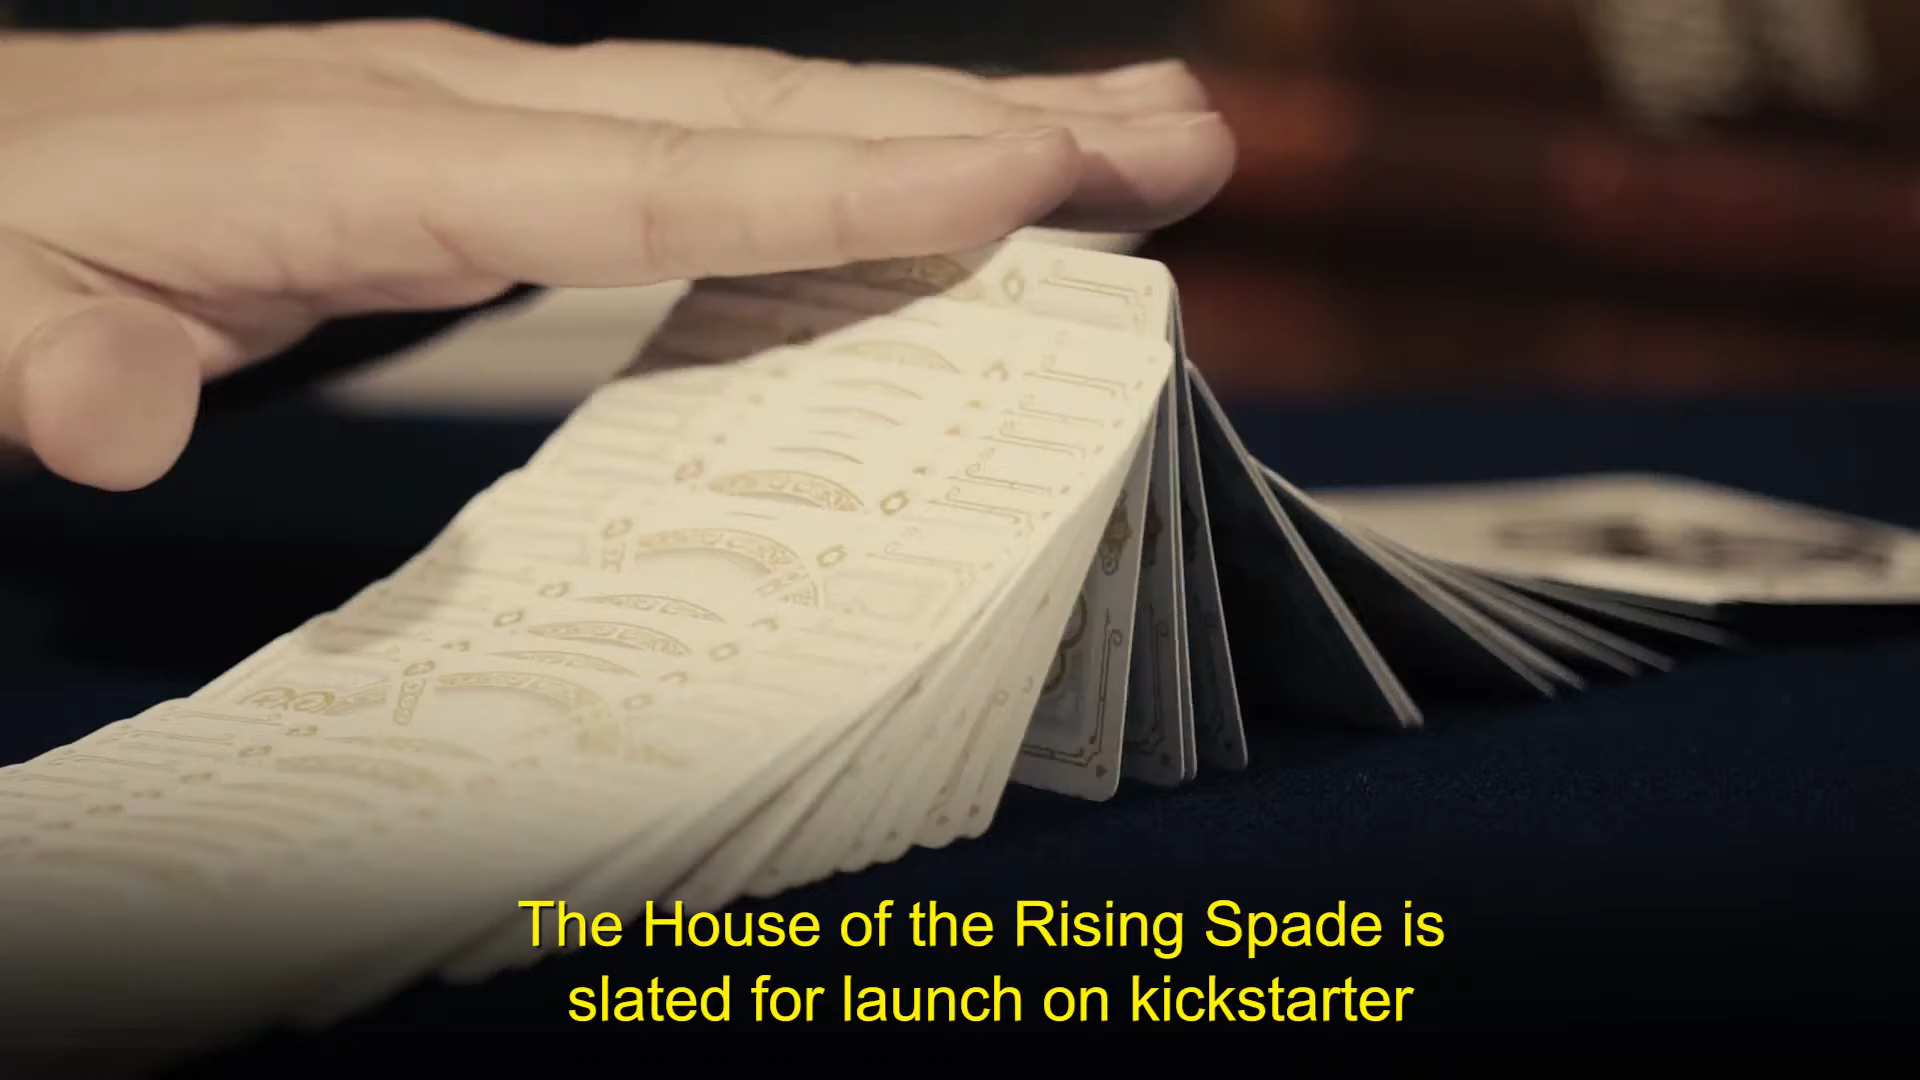 The House of the Rising Spade is
slated for launch on kickstarter